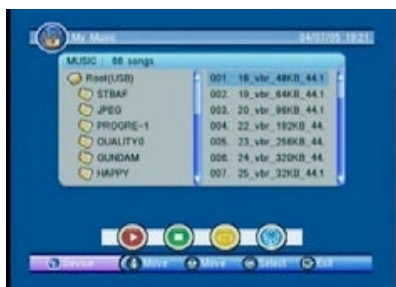 My Music 04/07/05 19:21
MUSIC : 66 songs
Root(USB)
STBAF
JPEG
PROGRE~1
QUALITY0
GUNDAM
HAPPY
001. 18_vbr_48KB_44.1
002. 19_vbr_64KB_44.1
003. 20_vbr_96KB_44.1
004. 22_vbr_192KB_44.
005. 23_vbr_256KB_44.
006. 24_vbr_320KB_44.
007. 25_vbr_32KB_44.1
Device Move Move Select Exit